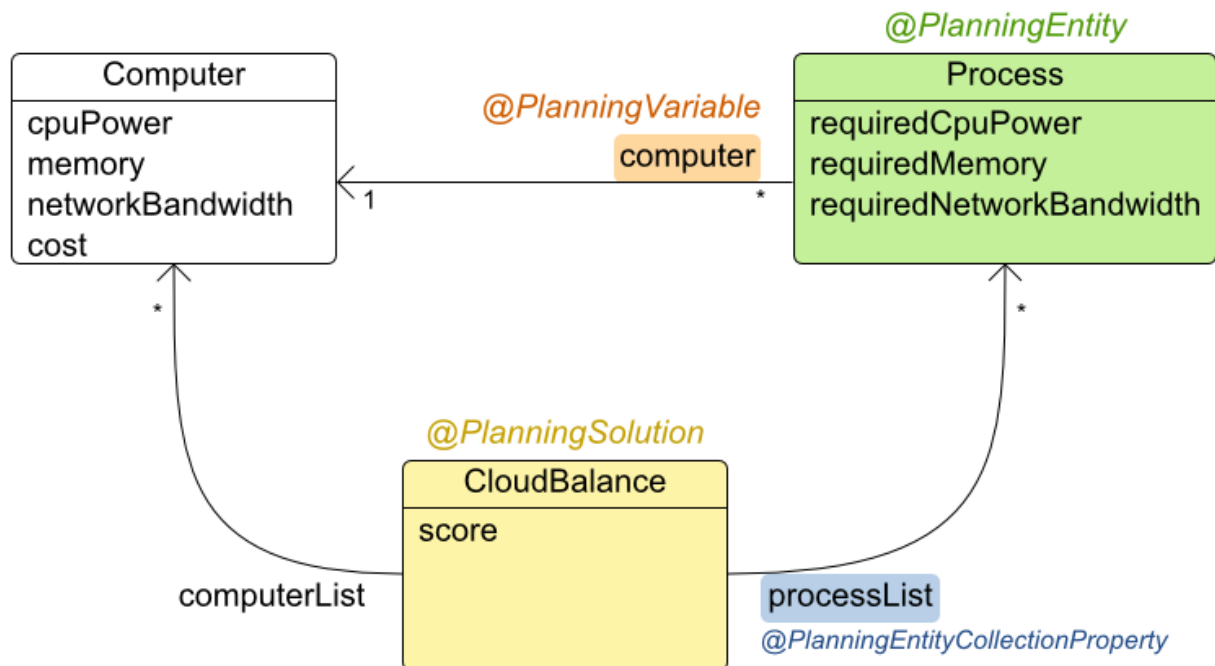 @PlanningEntity
Computer
Process
cpuPower
memory
networkBandwidth
cost
@PlanningVariable
computer
1
*
requiredCpuPower
requiredMemory
requiredNetworkBandwidth
*
*
@PlanningSolution
CloudBalance
score
computerList
processList
@PlanningEntityCollectionProperty